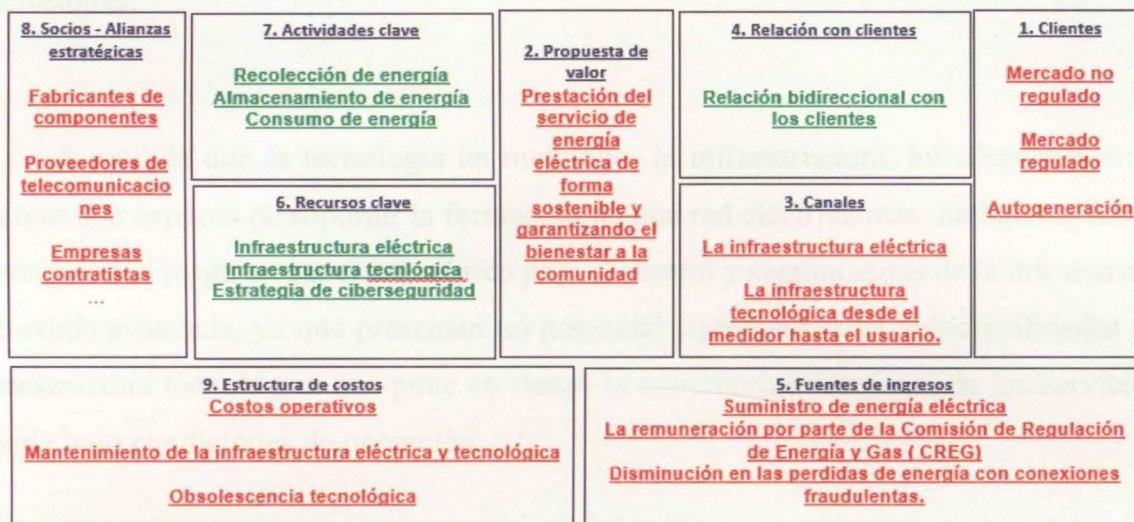 8. Socios - Alianzas
estratégicas
Fabricantes de
componentes
Proveedores de
telecomunicacio
nes
Empresas
contratistas
...
7. Actividades clave
Recolección de energía
Almacenamiento de energía
Consumo de energía
6. Recursos clave
Infraestructura eléctrica
Infraestructura tecnológica
Estrategia de ciberseguridad
2. Propuesta de
valor
Prestación del
servicio de
energía
eléctrica de
forma
sostenible y
garantizando el
bienestar a la
comunidad
4. Relación con clientes
Relación bidireccional con
los clientes
3. Canales
La infraestructura eléctrica
La infraestructura
tecnológica desde el
medidor hasta el usuario.
1. Clientes
Mercado no
regulado
Mercado
regulado
Autogeneración
9. Estructura de costos
Costos operativos
Mantenimiento de la infraestructura eléctrica y tecnológica
Obsolescencia tecnológica
5. Fuentes de ingresos
Suministro de energía eléctrica
La remuneración por parte de la Comisión de Regulación
de Energía y Gas ( CREG)
Disminución en las perdidas de energía con conexiones
fraudulentas.